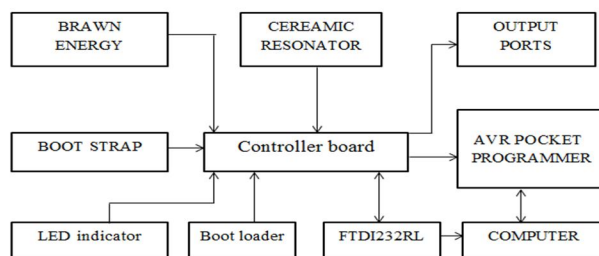 BRAWN
ENERGY
CEREAMIC
RESONATOR
OUTPUT
PORTS
BOOT STRAP
Controller board
AVR POCKET
PROGRAMMER
LED indicator
Boot loader
FTDI232RL
COMPUTER